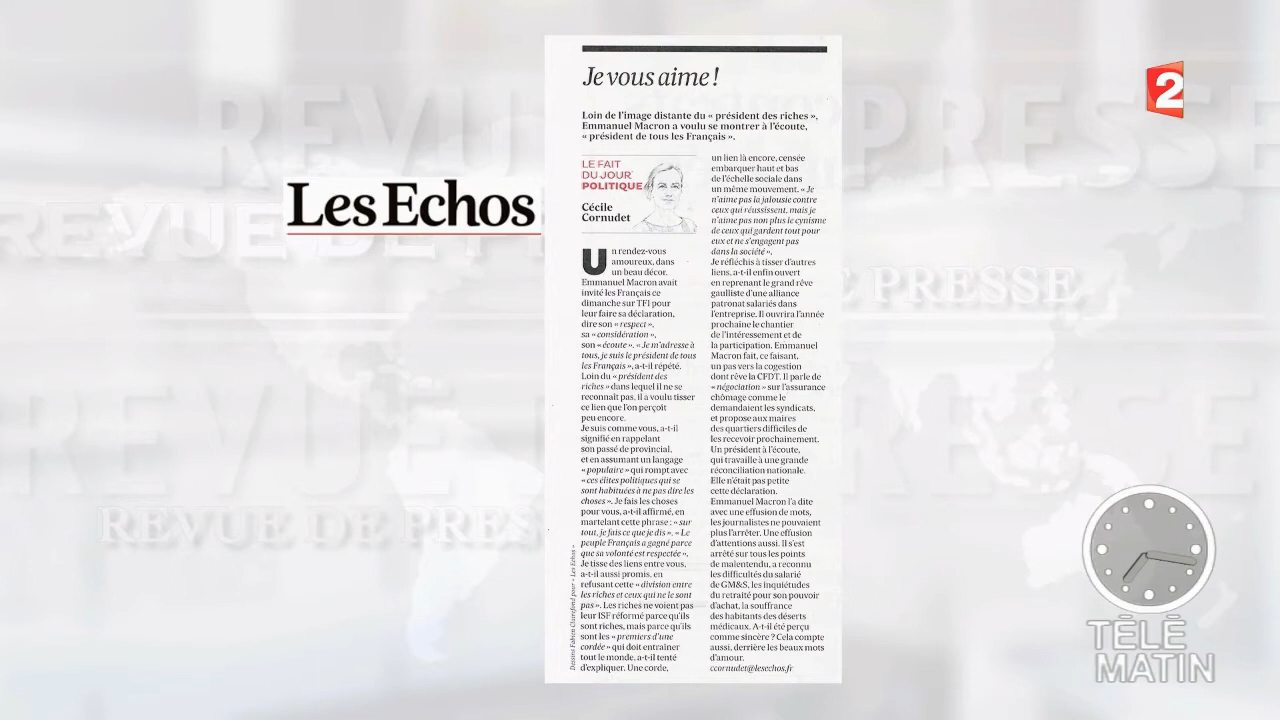 REVUE DE PRESSE
2
Les Echos
REVUE DE PRESSE
REVUE DE PRESSE
TÉLÉ
MATIN
Je vous aime !
Loin de l'image distante du « président des riches »,
Emmanuel Macron a voulu se montrer à l'écoute,
« président de tous les Français ».
LE FAIT
DU JOUR
POLITIQUE
Cécile
Cornudet
Un rendez-vous
amoureux, dans
un beau décor.
Emmanuel Macron avait
invité les Français ce
dimanche sur TF1 pour
leur faire sa déclaration,
dire son « respect »,
sa « considération »,
son « écoute ». « Je m'adresse à
tous, je suis le président de tous
les Français », a-t-il répété.
Loin du « président des
riches » dans lequel il ne se
reconnaît pas, il a voulu tisser
ce lien que l'on perçoit
peu encore.
Je suis comme vous, a-t-il
signifié en rappelant
son passé de provincial,
et en assumant un langage
« populaire » qui rompt avec
« ces élites politiques qui se
sont habituées à ne pas dire les
choses ». Je fais les choses
pour vous, a-t-il affirmé, en
martelant cette phrase : « sur
tout, je fais ce que je dis ». « Le
peuple Français a gagné parce
que sa volonté est respectée ».
Je tisse des liens entre vous,
a-t-il aussi promis, en
refusant cette « division entre
les riches et ceux qui ne le sont
pas ». Les riches ne voient pas
leur ISF réformé parce qu'ils
sont riches, mais parce qu'ils
sont les « premiers d'une
cordée » qui doit entraîner
tout le monde, a-t-il tenté
d'expliquer. Une corde,
un lien là encore, censée
embarquer haut et bas
de l'échelle sociale dans
un même mouvement. « Je
n'aime pas la jalousie contre
ceux qui réussissent, mais je
n'aime pas non plus le cynisme
de ceux qui gardent tout pour
eux et ne s'engagent pas
dans la société ».
Je réfléchis à tisser d'autres
liens, a-t-il enfin ouvert
en reprenant le grand rêve
gaulliste d'une alliance
patronat salariés dans
l'entreprise. Il ouvrira l'année
prochaine le chantier
de l'intéressement et de
la participation. Emmanuel
Macron fait, ce faisant,
un pas vers la cogestion
dont rêve la CFDT. Il parle de
« négociation » sur l'assurance
chômage comme le
demandaient les syndicats,
et propose aux maires
des quartiers difficiles de
les recevoir prochainement.
Un président à l'écoute,
qui travaille à une grande
réconciliation nationale.
Elle n'était pas petite
cette déclaration.
Emmanuel Macron l'a dite
avec une effusion de mots,
les journalistes ne pouvaient
plus l'arrêter. Une effusion
d'attentions aussi. Il s'est
arrêté sur tous les points
de malentendu, a reconnu
les difficultés du salarié
de GM&S, les inquiétudes
du retraité pour son pouvoir
d'achat, la souffrance
des habitants des déserts
médicaux. A-t-il été perçu
comme sincère ? Cela compte
aussi, derrière les beaux mots
d'amour.
ccornudet@lesechos.fr